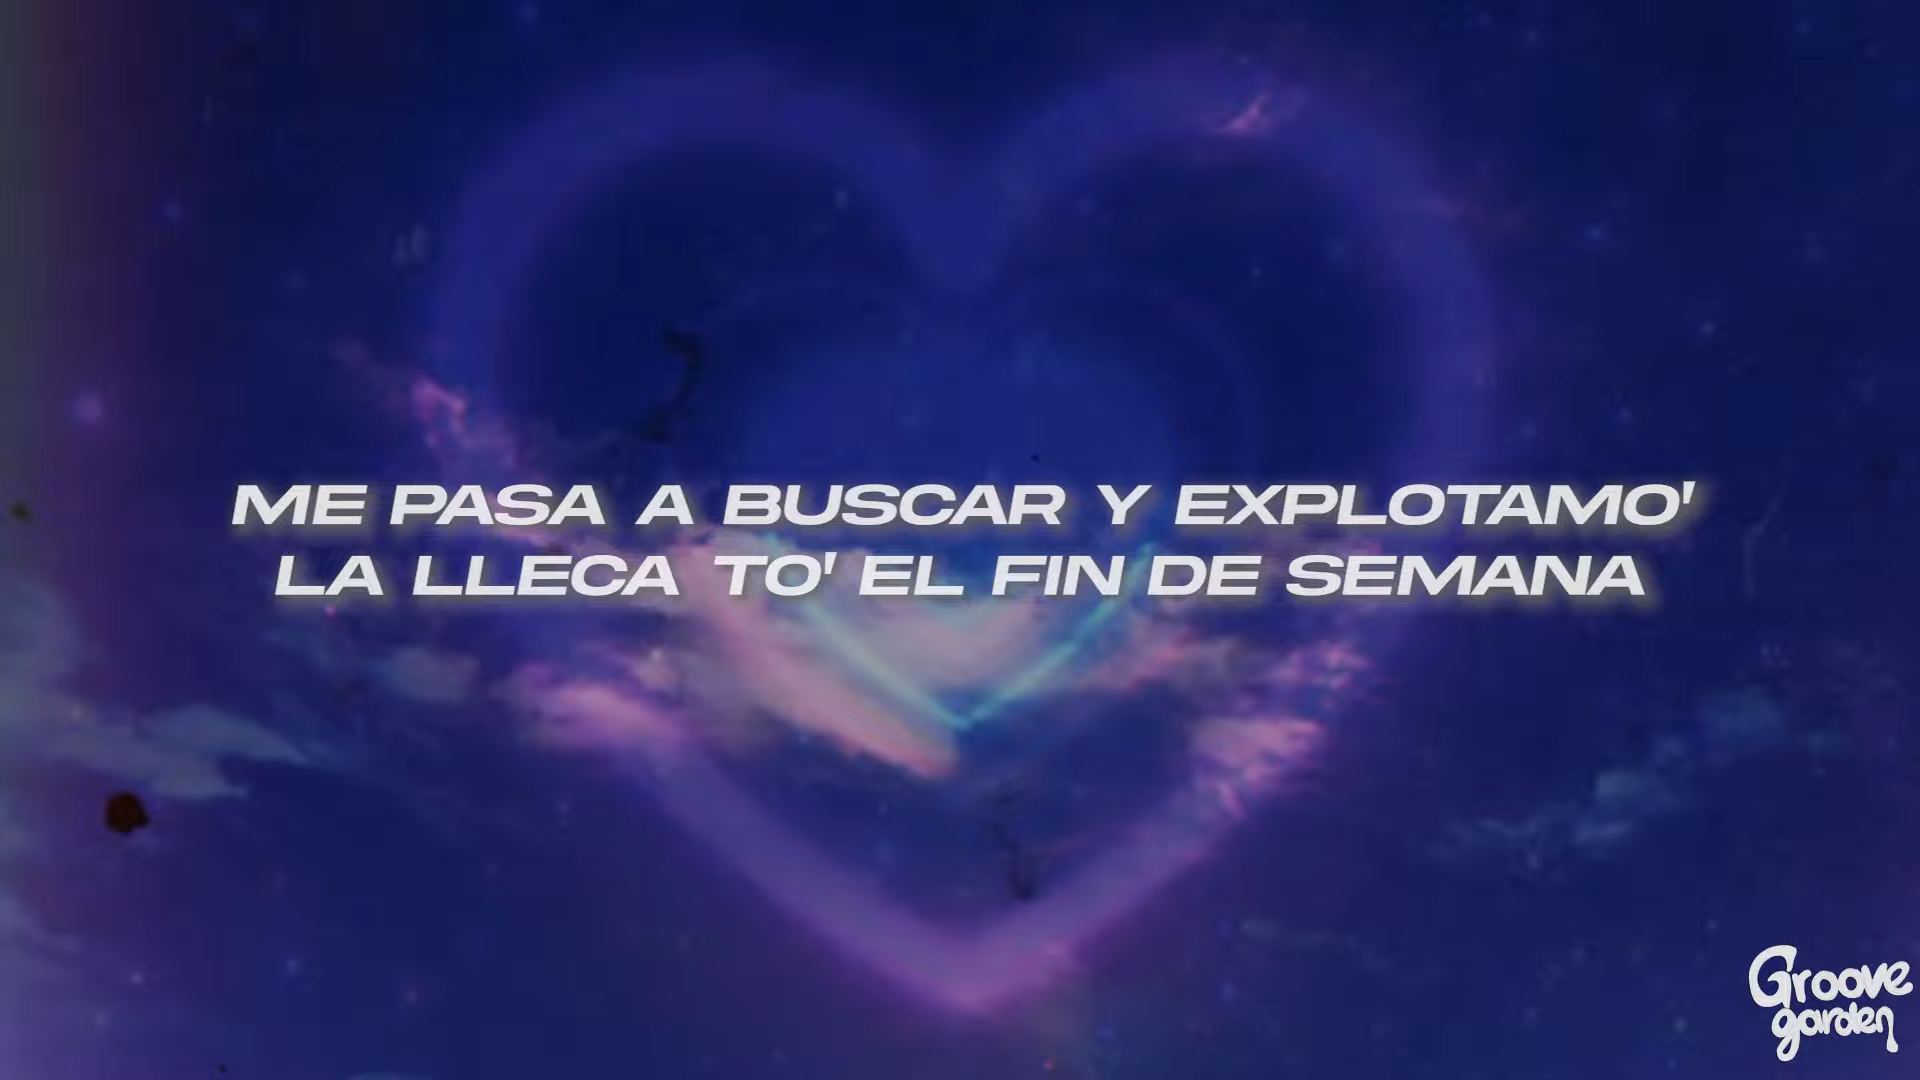 ME PASA A BUSCAR Y EXPLOTAMO'
LA LLECA TO' EL FIN DE SEMANA
Groove
garden